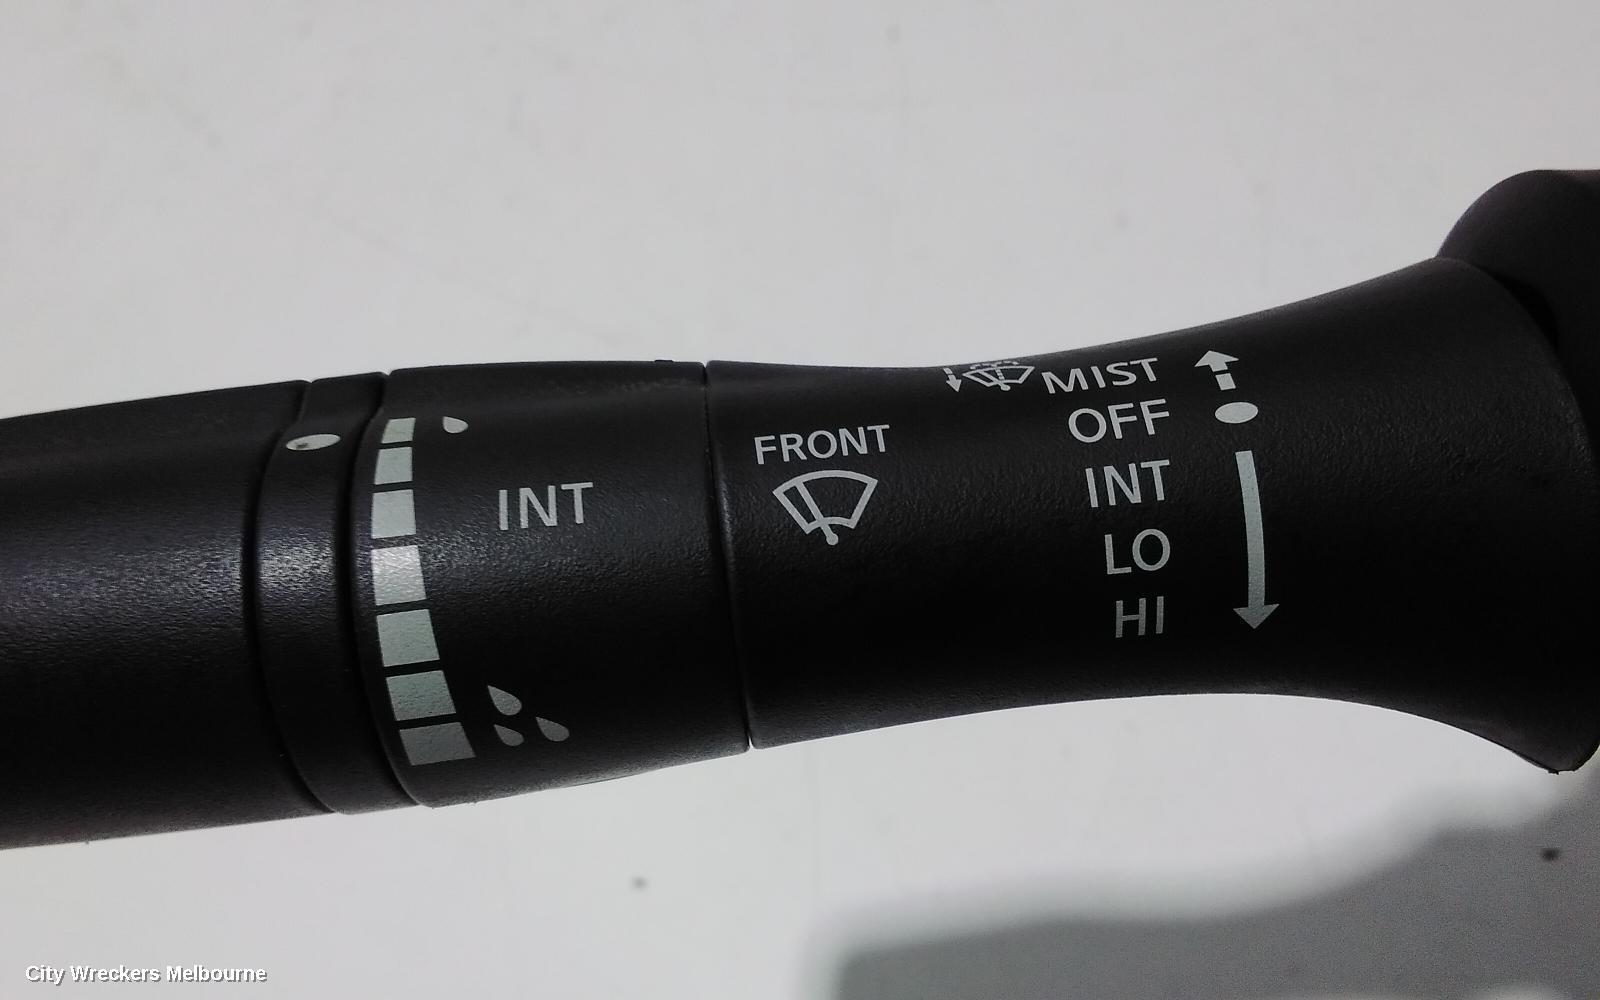 MIST
OFF
FRONT
INT
INT
LO
HI
City Wreckers Melbourne